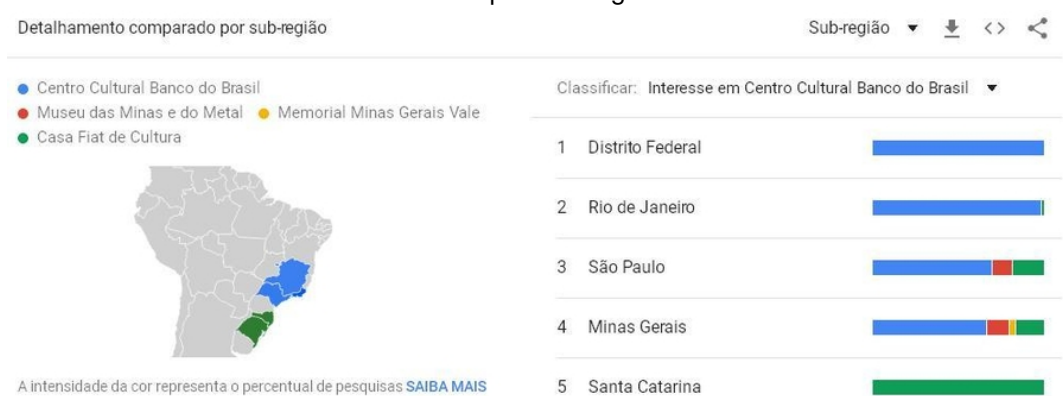 Detalhamento comparado por sub-região
Sub-região
Centro Cultural Banco do Brasil
Museu das Minas e do Metal Memorial Minas Gerais Vale
Casa Fiat de Cultura
A intensidade da cor representa o percentual de pesquisas SAIBA MAIS
Classificar: Interesse em Centro Cultural Banco do Brasil
1 Distrito Federal
2 Rio de Janeiro
3 São Paulo
4 Minas Gerais
5 Santa Catarina